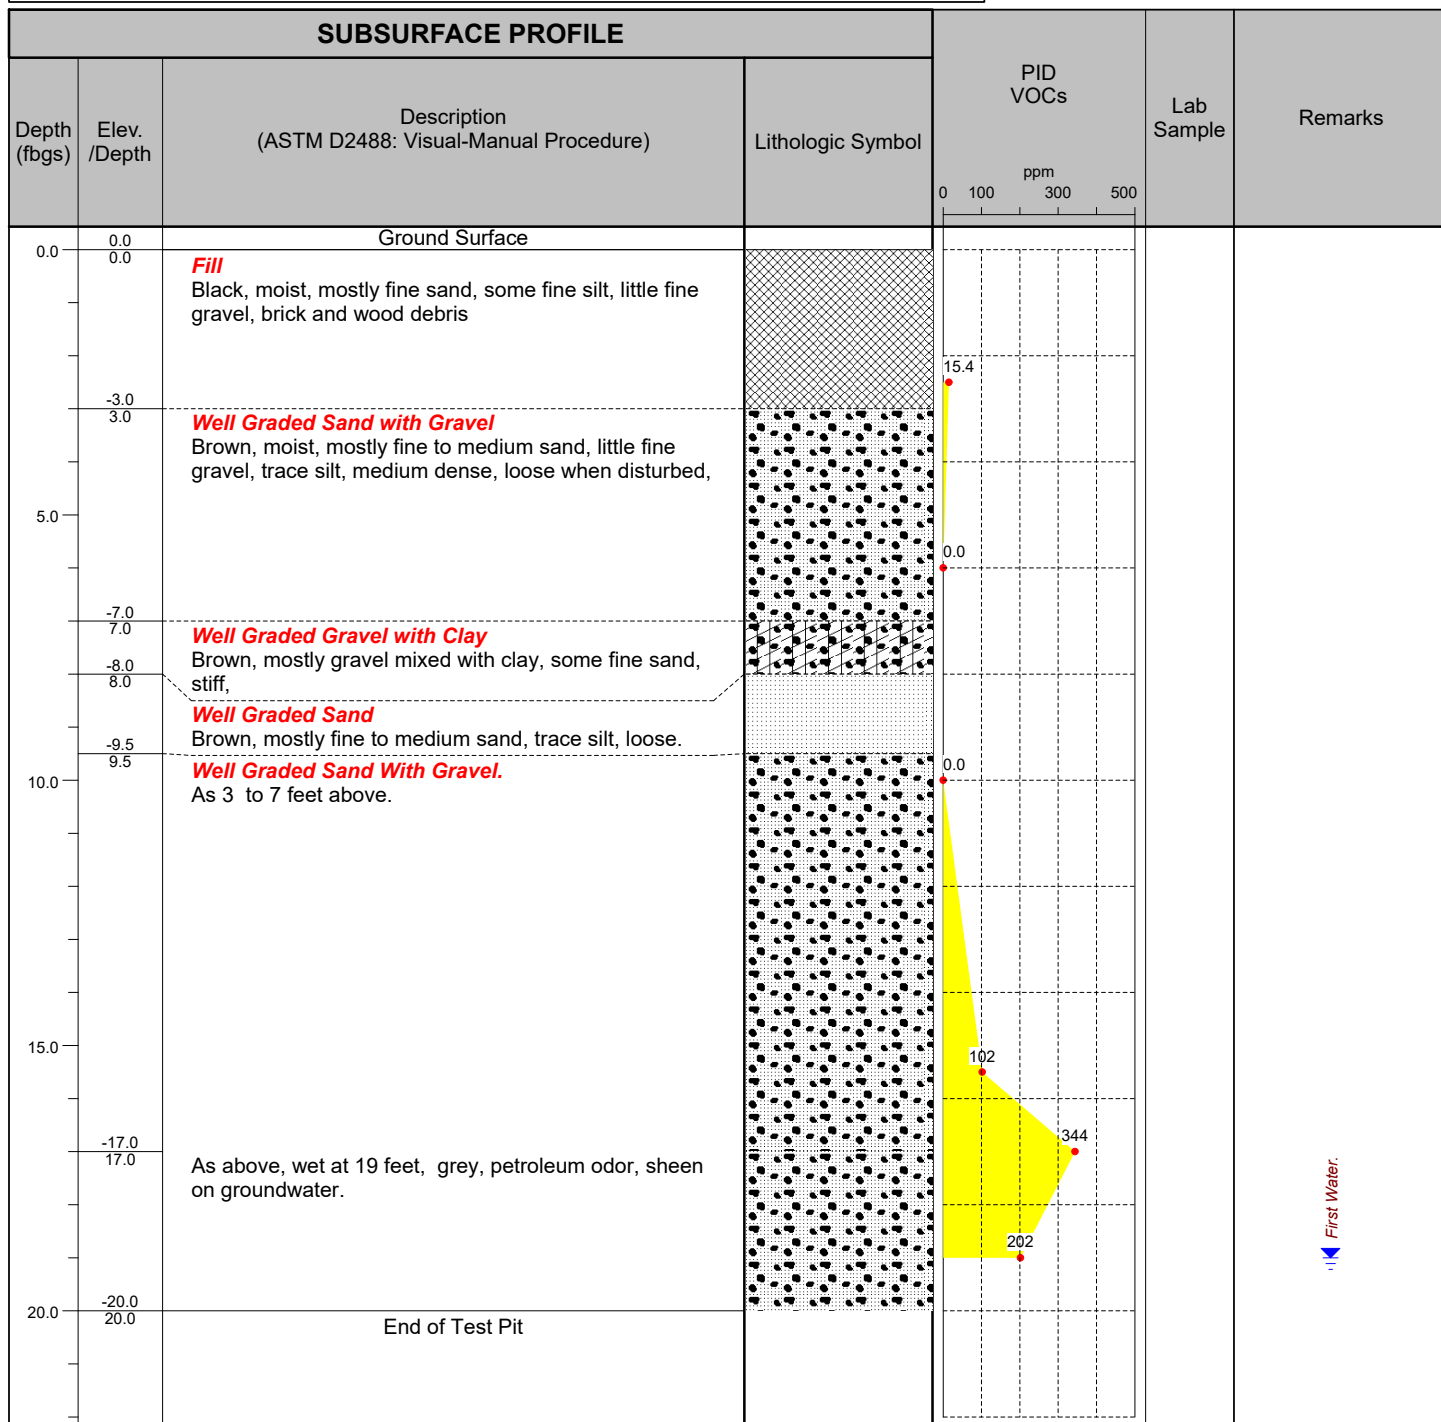 SUBSURFACE PROFILE
Depth
(fbgs)
Elev.
/Depth
Description
(ASTM D2488: Visual-Manual Procedure)
Lithologic Symbol
PID
VOCs
ppm
0 100 300 500
Lab
Sample
Remarks
0.0
0.0
0.0
Ground Surface
Fill
Black, moist, mostly fine sand, some fine silt, little fine
gravel, brick and wood debris
15.4
-3.0
3.0
Well Graded Sand with Gravel
Brown, moist, mostly fine to medium sand, little fine
gravel, trace silt, medium dense, loose when disturbed,
5.0
0.0
-7.0
7.0
Well Graded Gravel with Clay
Brown, mostly gravel mixed with clay, some fine sand,
stiff,
-8.0
8.0
Well Graded Sand
Brown, mostly fine to medium sand, trace silt, loose.
-9.5
9.5
Well Graded Sand With Gravel.
As 3 to 7 feet above.
10.0
0.0
15.0
102
-17.0
17.0
344
As above, wet at 19 feet, grey, petroleum odor, sheen
on groundwater.
First Water.
202
20.0
-20.0
20.0
End of Test Pit